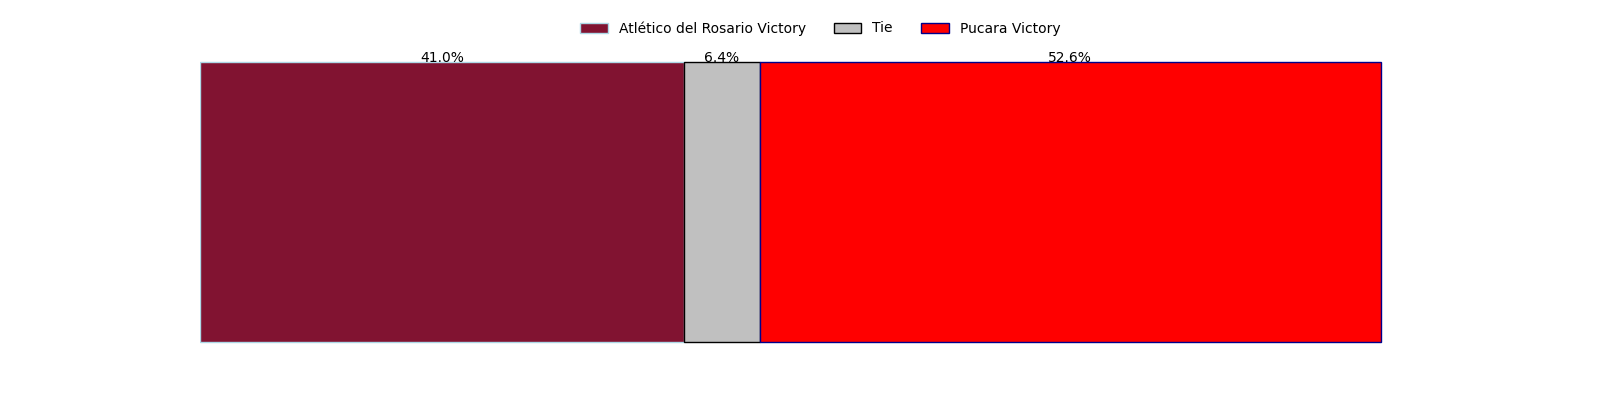 Atlético del Rosario Victory Tie Pucara Victory
41.0% 6.4% 52.6%